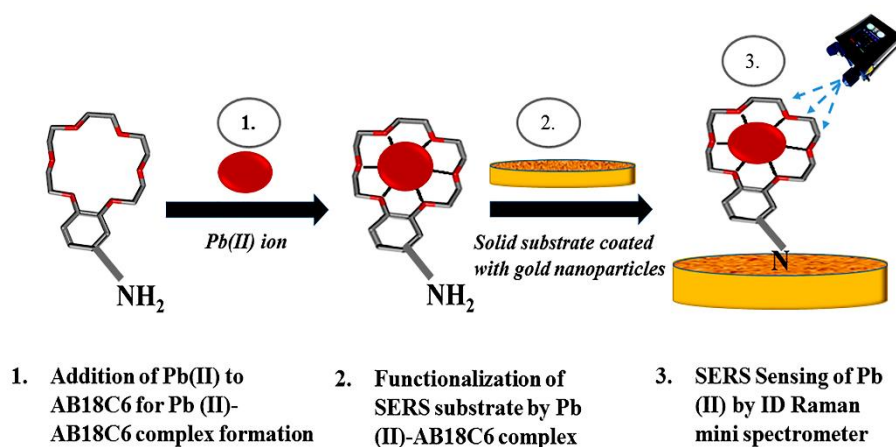 1.
2.
3.
Pb(II) ion
Solid substrate coated
with gold nanoparticles
NH2
NH2
N
1. Addition of Pb(II) to
AB18C6 for Pb (II)-
AB18C6 complex formation
2. Functionalization of
SERS substrate by Pb
(II)-AB18C6 complex
3. SERS Sensing of Pb
(II) by ID Raman
mini spectrometer